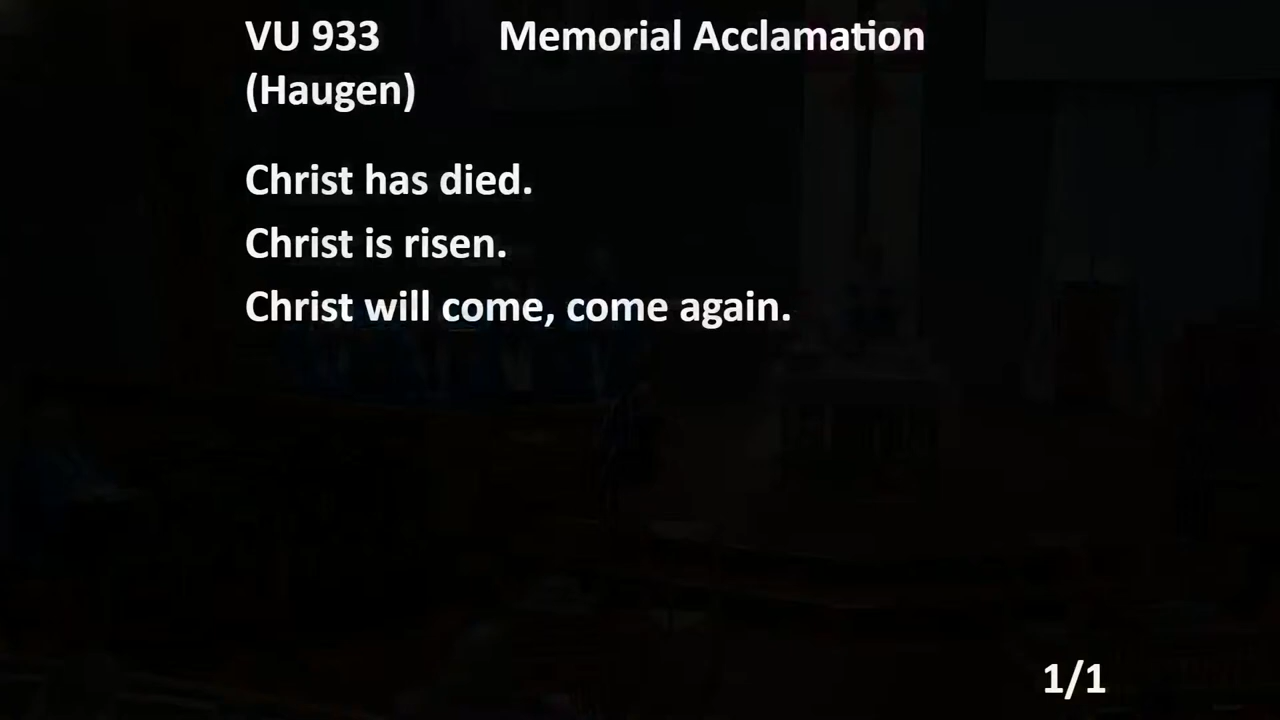 VU 933 Memorial Acclamation
(Haugen)
Christ has died.
Christ is risen.
Christ will come, come again.
1/1